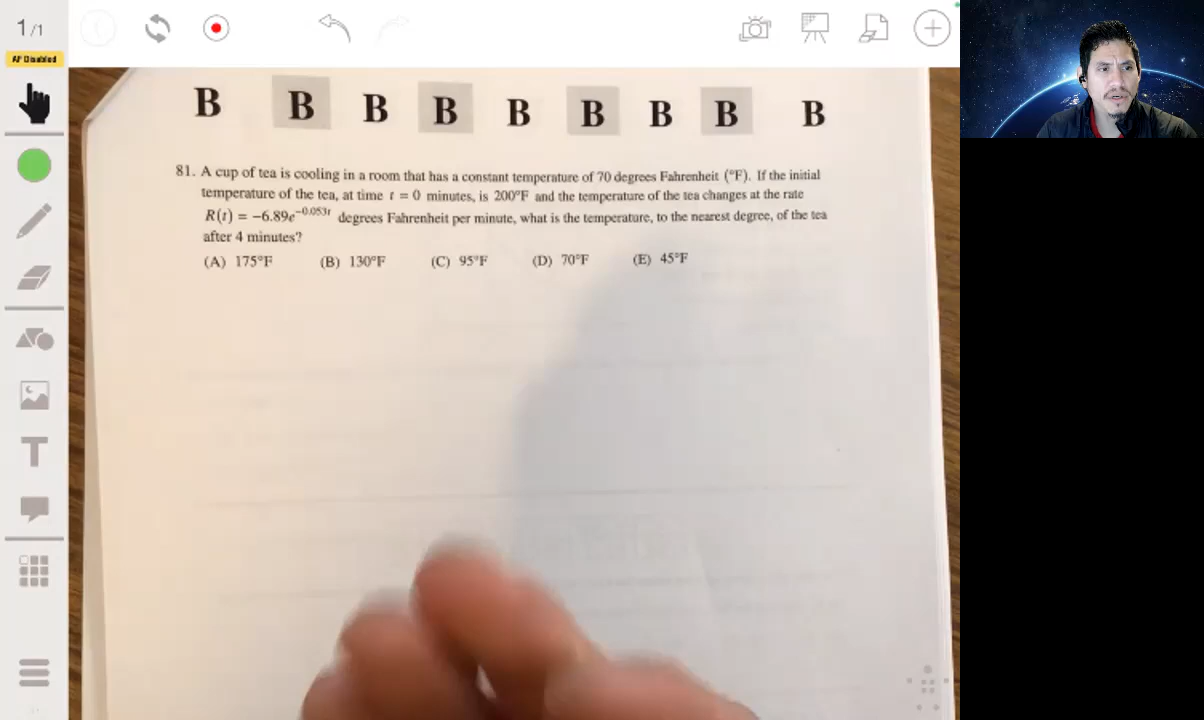 1/1
AF Disabled
B B B B B B B B B
81. A cup of tea is cooling in a room that has a constant temperature of 70 degrees Fahrenheit (°F). If the initial
temperature of the tea, at time t = 0 minutes, is 200°F and the temperature of the tea changes at the rate
R(t) = −6.89e^−0.053t degrees Fahrenheit per minute, what is the temperature, to the nearest degree, of the tea
after 4 minutes?
(A) 175°F (B) 130°F (C) 95°F (D) 70°F (E) 45°F
T